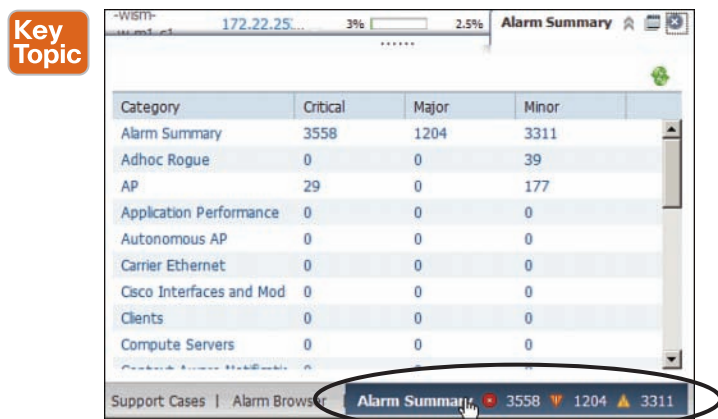 Key
Topic
-wism-
172.22.25... 3% 2.5% Alarm Summary
Category Critical Major Minor
Alarm Summary 3558 1204 3311
Adhoc Rogue 0 0 39
AP 29 0 177
Application Performance 0 0 0
Autonomous AP 0 0 0
Carrier Ethernet 0 0 0
Cisco Interfaces and Mod 0 0 0
Clients 0 0 0
Compute Servers 0 0 0
Support Cases | Alarm Browser | Alarm Summary 3558 1204 3311